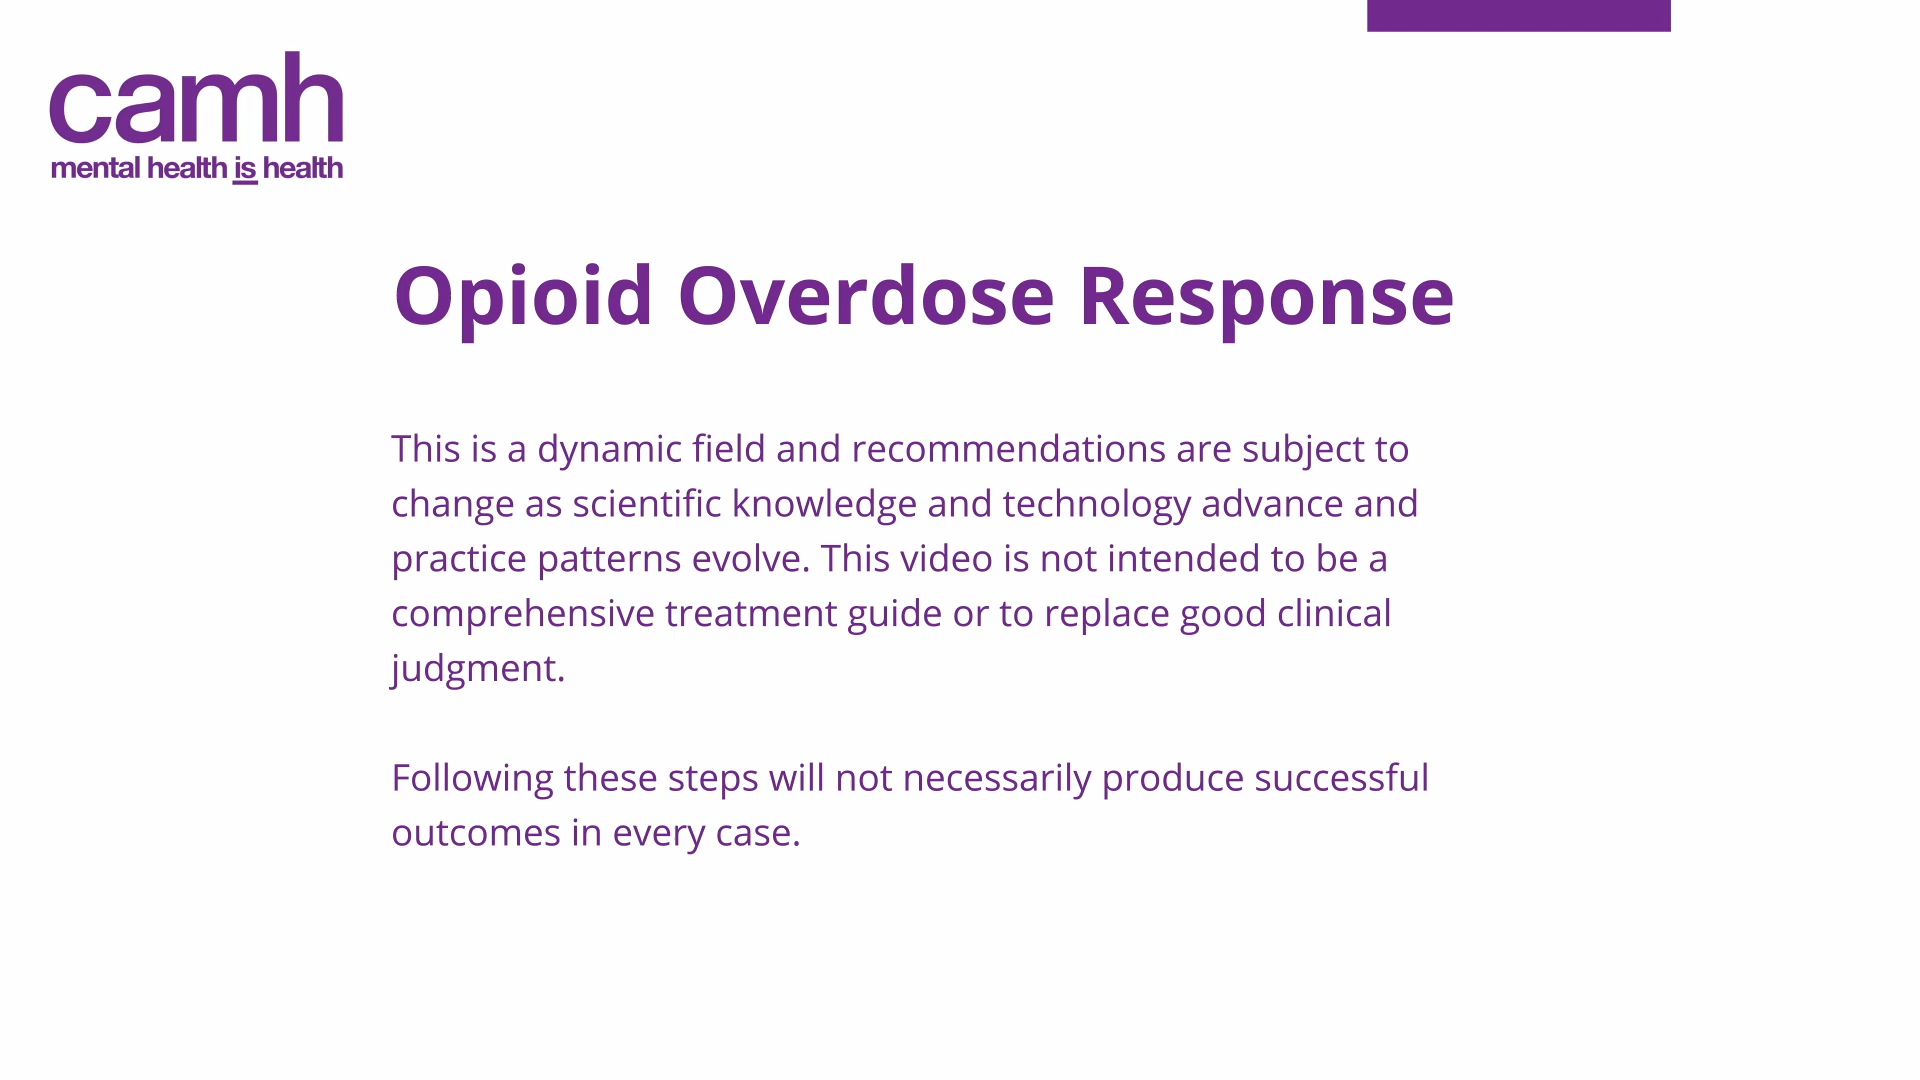 camh
mental health is health
Opioid Overdose Response
This is a dynamic field and recommendations are subject to
change as scientific knowledge and technology advance and
practice patterns evolve. This video is not intended to be a
comprehensive treatment guide or to replace good clinical
judgment.
Following these steps will not necessarily produce successful
outcomes in every case.